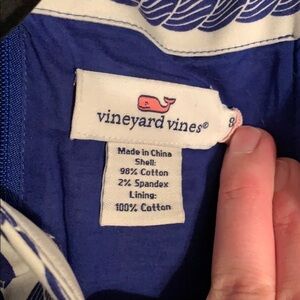 vineyard vines®
8
Made in China
Shell:
98% Cotton
2% Spandex
Lining:
100% Cotton